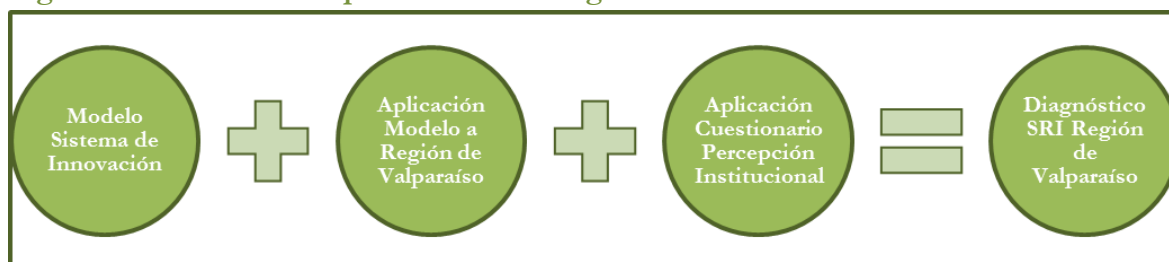 Modelo
Sistema de
Innovación
Aplicación
Modelo a
Región de
Valparaíso
Aplicación
Cuestionario
Percepción
Institucional
Diagnóstico
SRI Región
de
Valparaíso